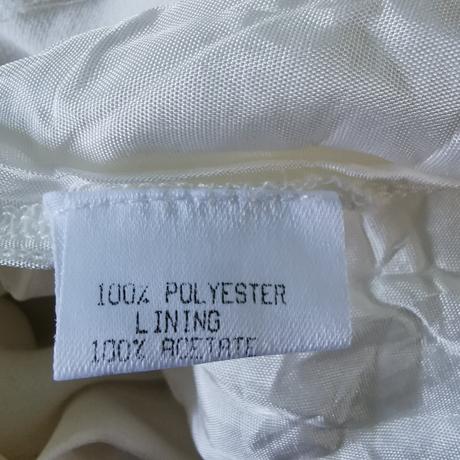 100% POLYESTER
LINING
100% ACETATE